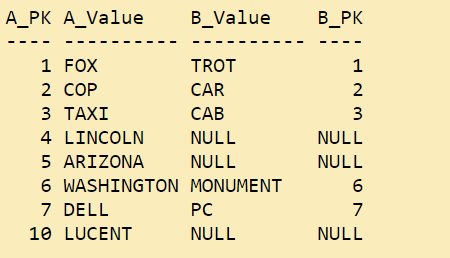 A_PK A_Value    B_Value    B_PK
---- ---------- ---------- ----
   1 FOX        TROT          1
   2 COP        CAR           2
   3 TAXI       CAB           3
   4 LINCOLN    NULL       NULL
   5 ARIZONA    NULL       NULL
   6 WASHINGTON MONUMENT      6
   7 DELL       PC            7
  10 LUCENT     NULL       NULL